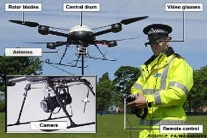 Rotor blades
Central drum
Video glasses
Antenna
Camera
Remote control